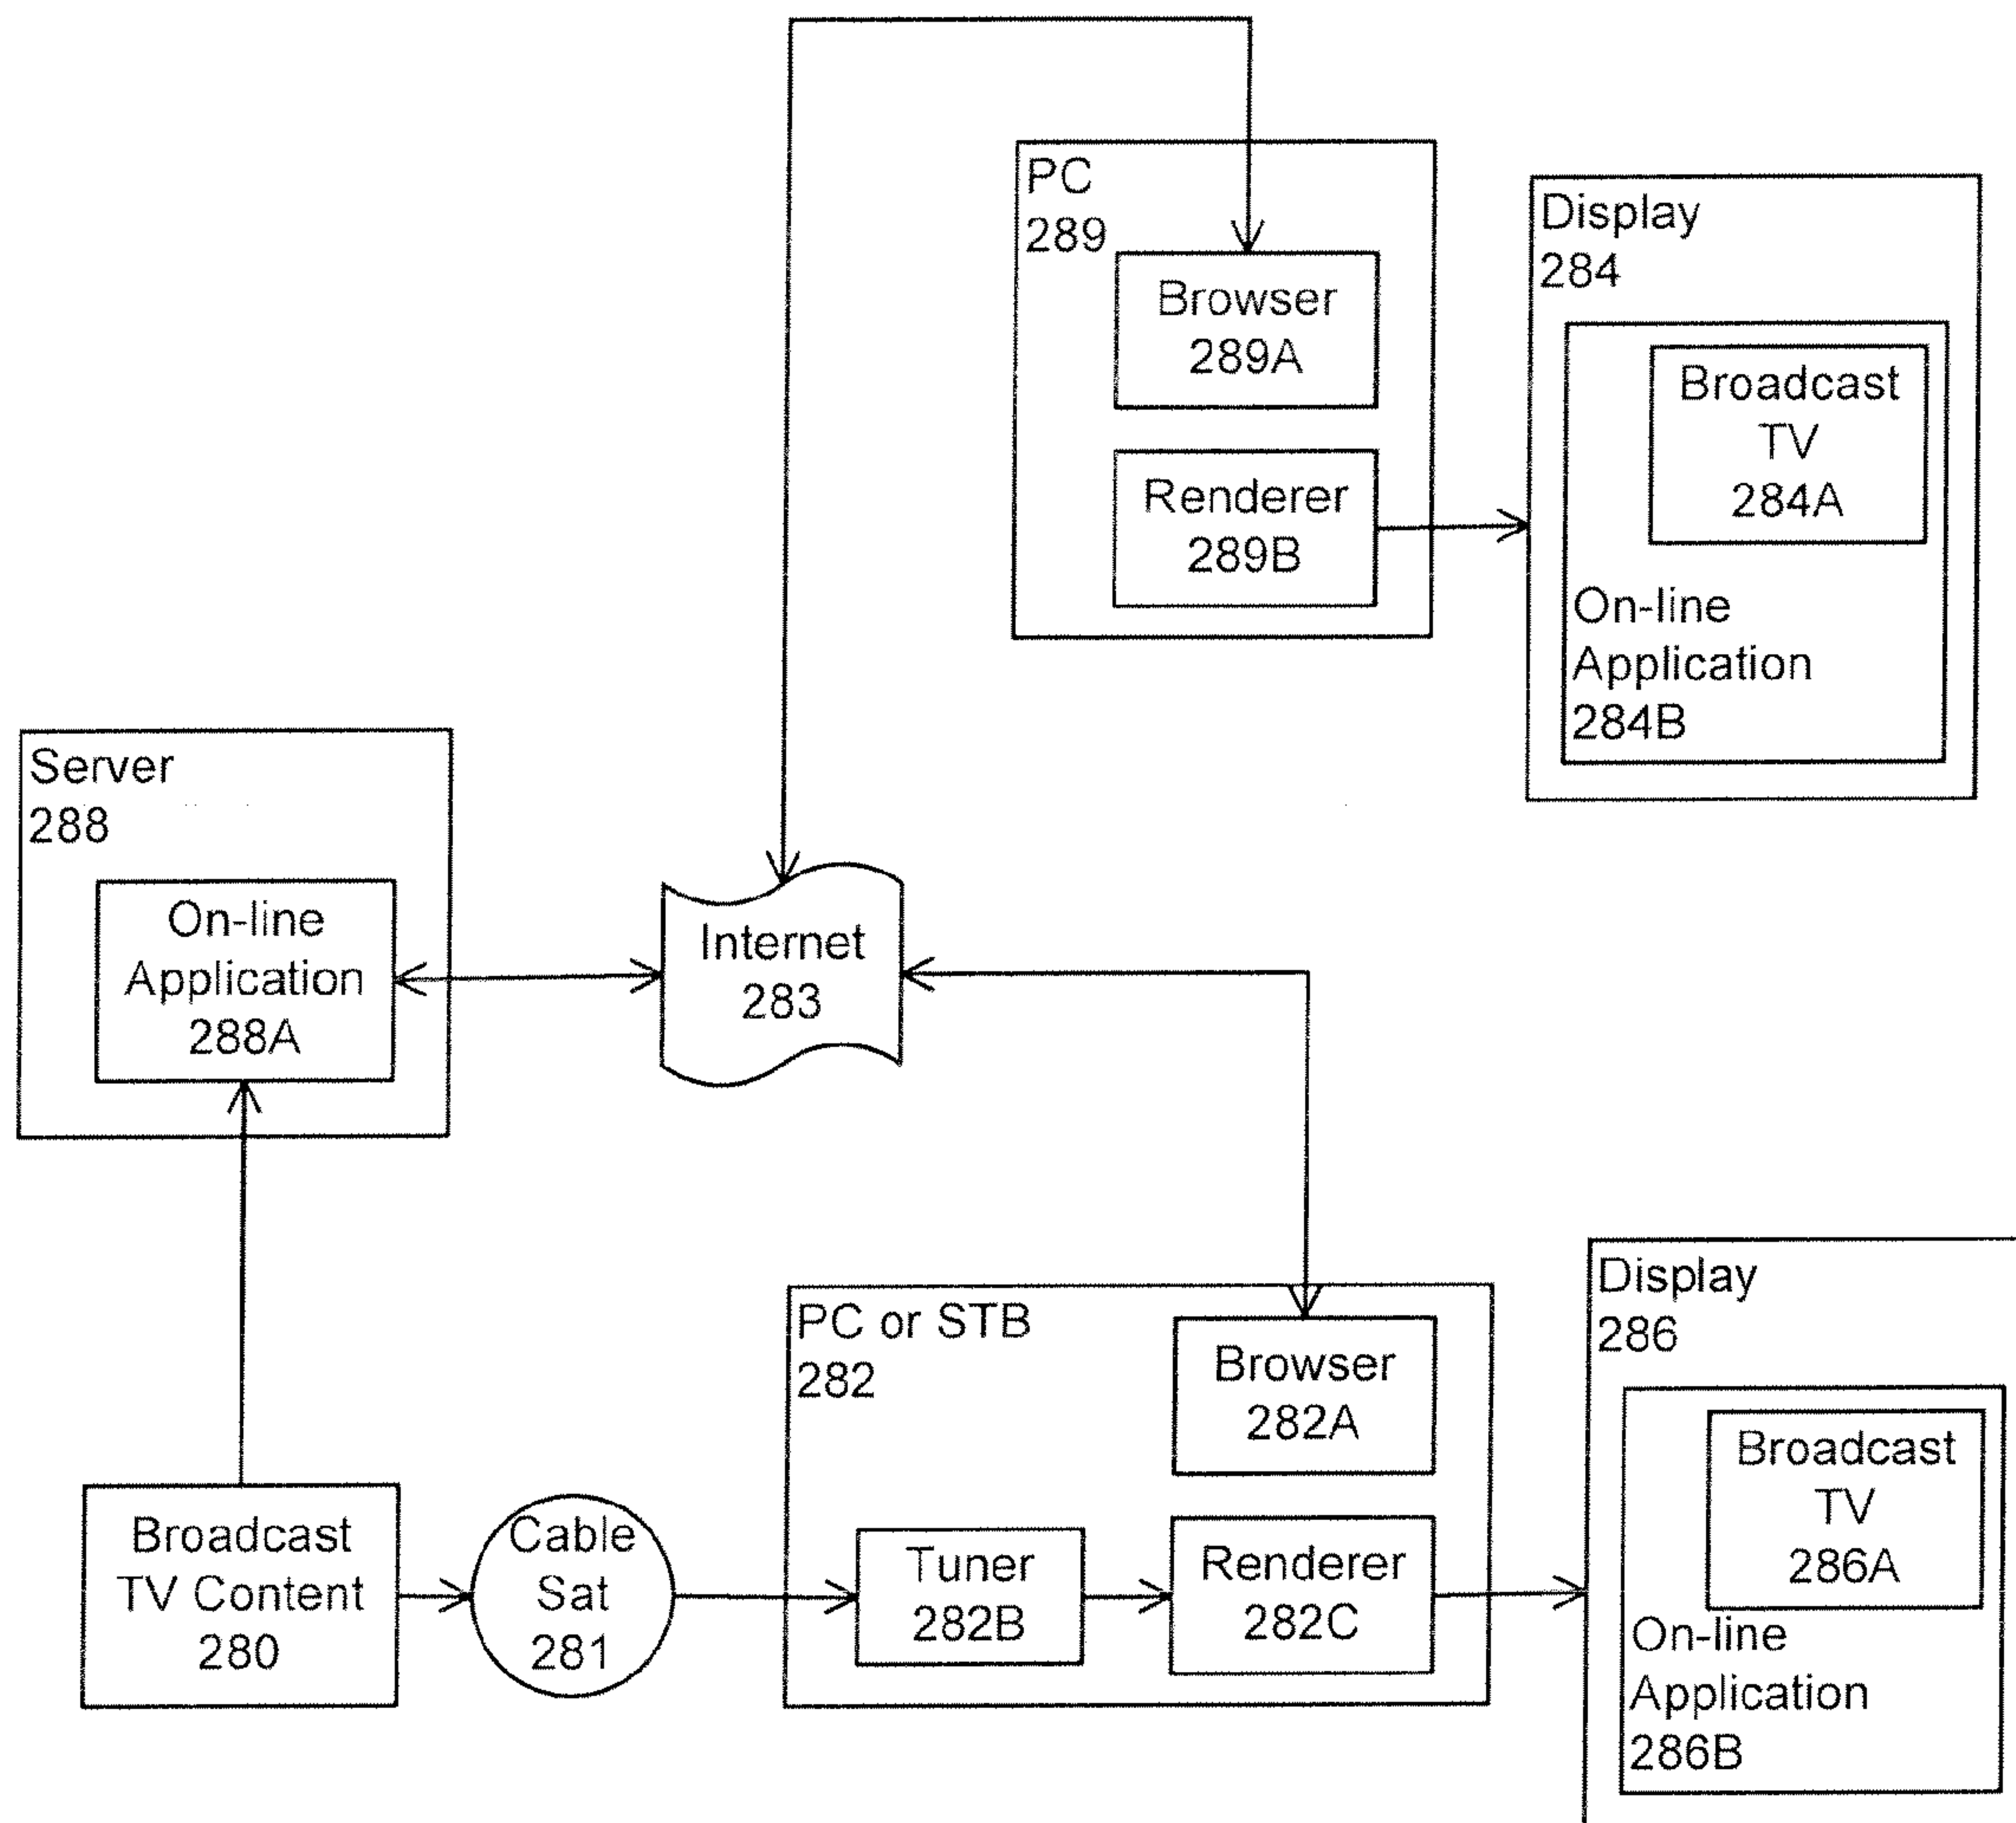 PC
289
Browser
289A
Renderer
289B
Display
284
Broadcast
TV
284A
On-line
Application
284B
Server
288
On-line
Application
288A
Internet
283
PC or STB
282
Browser
282A
Tuner
282B
Renderer
282C
Display
286
Broadcast
TV
286A
On-line
Application
286B
Broadcast
TV Content
280
Cable
Sat
281